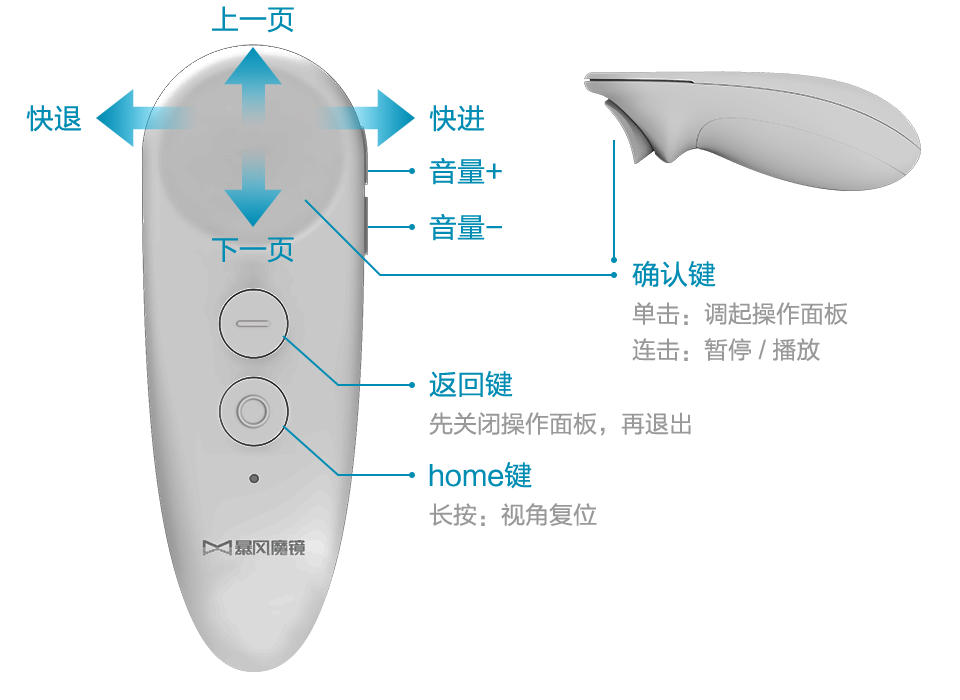 上一页
快退
快进
音量+
音量−
下一页
确认键
单击：调起操作面板
连击：暂停 / 播放
返回键
先关闭操作面板，再退出
home键
长按：视角复位
暴风魔镜